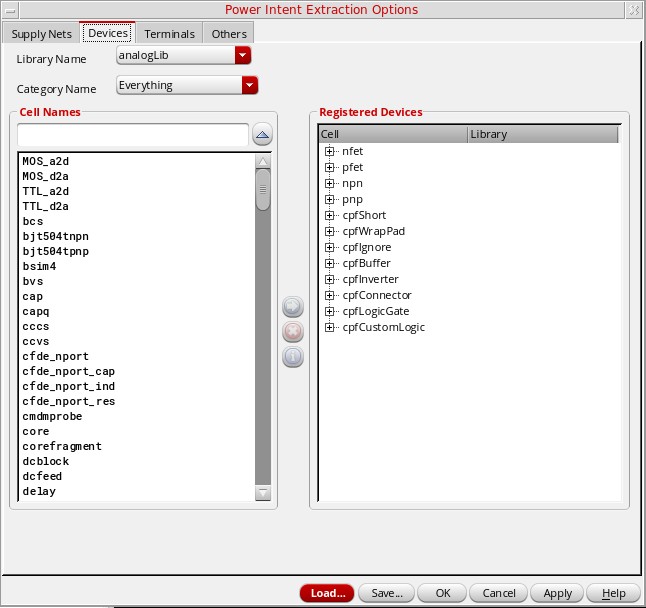 Power Intent Extraction Options
Supply Nets Devices Terminals Others
Library Name analogLib
Category Name Everything
Cell Names
MOS_a2d
MOS_d2a
TTL_a2d
TTL_d2a
bcs
bjt504tnpn
bjt504tpnp
bsim4
bvs
cap
capq
cccs
ccvs
cfde_nport
cfde_nport_cap
cfde_nport_ind
cfde_nport_res
cmdmprobe
core
corefragment
dcblock
dcfeed
delay
Registered Devices
Cell Library
nfet
pfet
npn
pnp
cpfShort
cpfWrapPad
cpfIgnore
cpfBuffer
cpfInverter
cpfConnector
cpfLogicGate
cpfCustomLogic
Load... Save... OK Cancel Apply Help